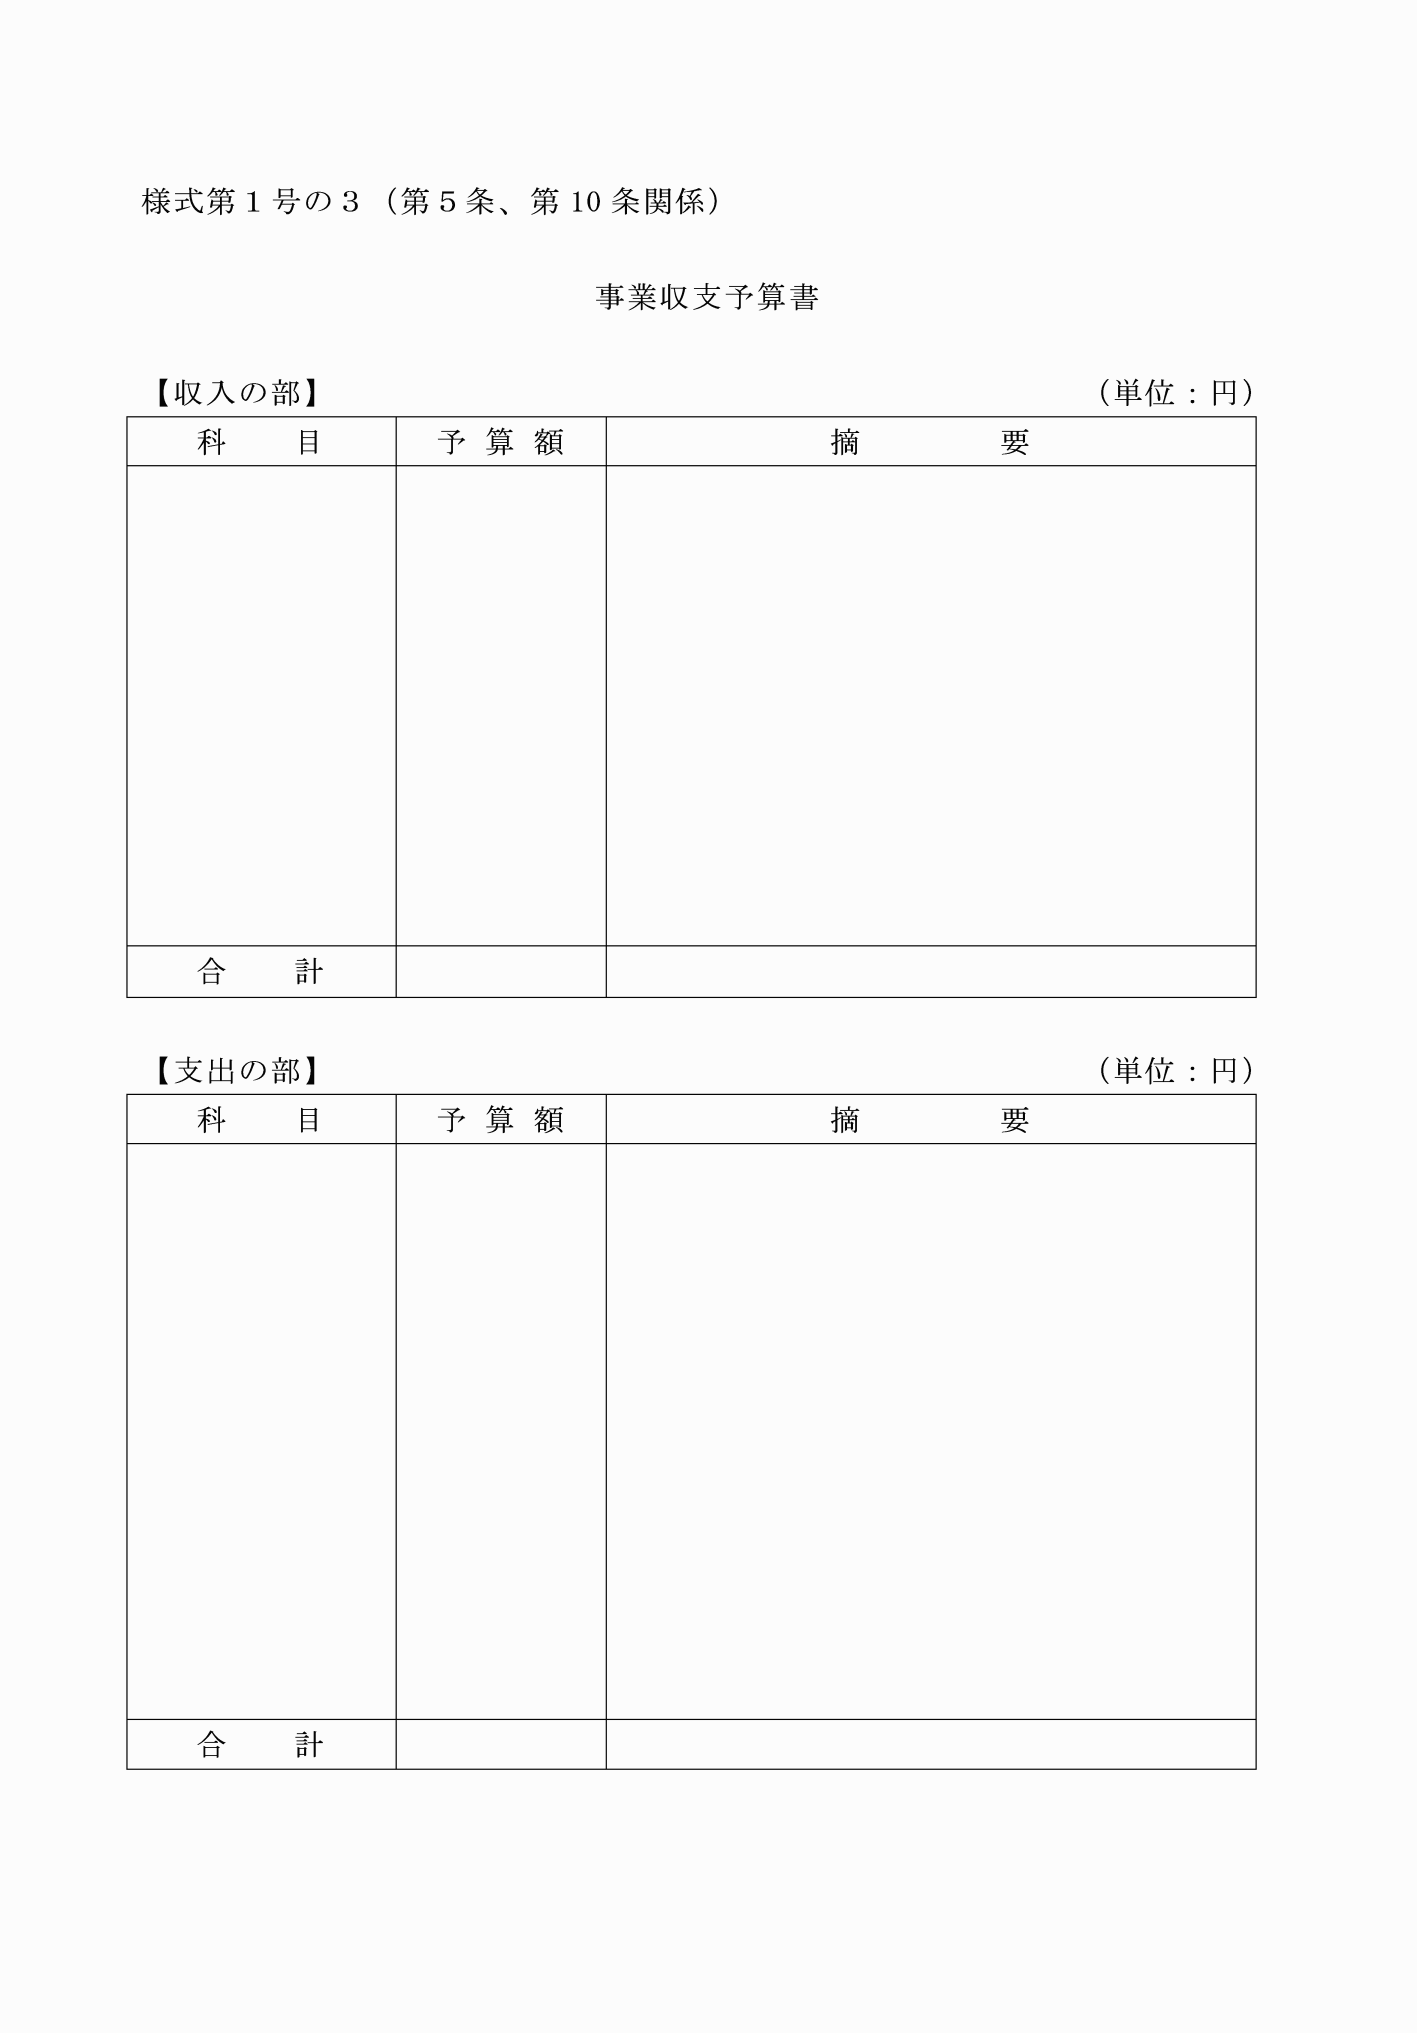 様式第１号の３（第５条、第 10 条関係）
事業収支予算書
【収入の部】 （単位：円）
科　　目 予 算 額 摘　　　　要
合　　計
【支出の部】 （単位：円）
科　　目 予 算 額 摘　　　　要
合　　計